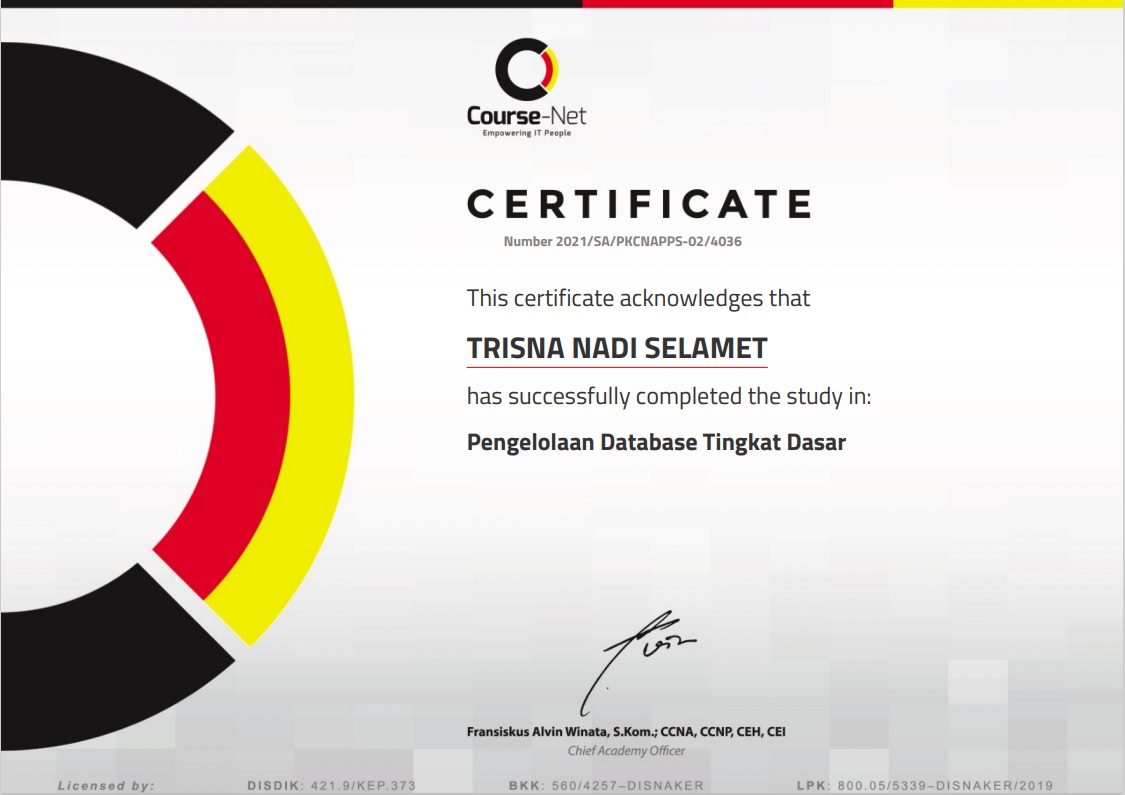 Course-Net
Empowering IT People
CERTIFICATE
Number 2021/SA/PKCNAPPS-02/4036
This certificate acknowledges that
TRISNA NADI SELAMET
has successfully completed the study in:
Pengelolaan Database Tingkat Dasar
Fransiskus Alvin Winata, S.Kom.; CCNA, CCNP, CEH, CEI
Chief Academy Officer
Licensed by: DISDIK: 421.9/KEP.373 BKK: 560/4257–DISNAKER LPK: 800.05/5339–DISNAKER/2019